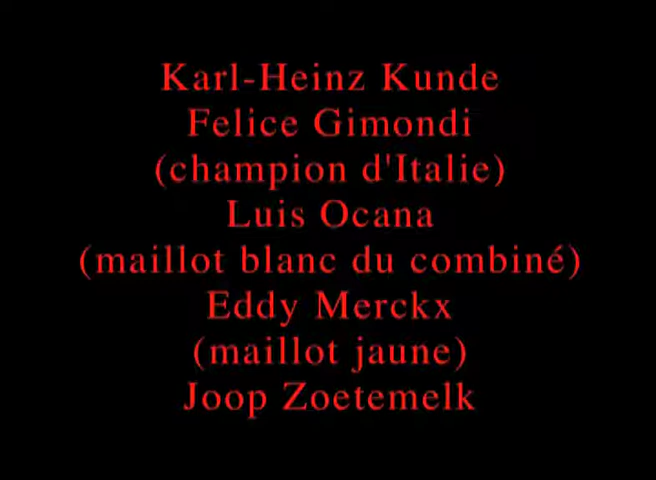 Karl-Heinz Kunde
Felice Gimondi
(champion d'Italie)
Luis Ocana
(maillot blanc du combiné)
Eddy Merckx
(maillot jaune)
Joop Zoetemelk